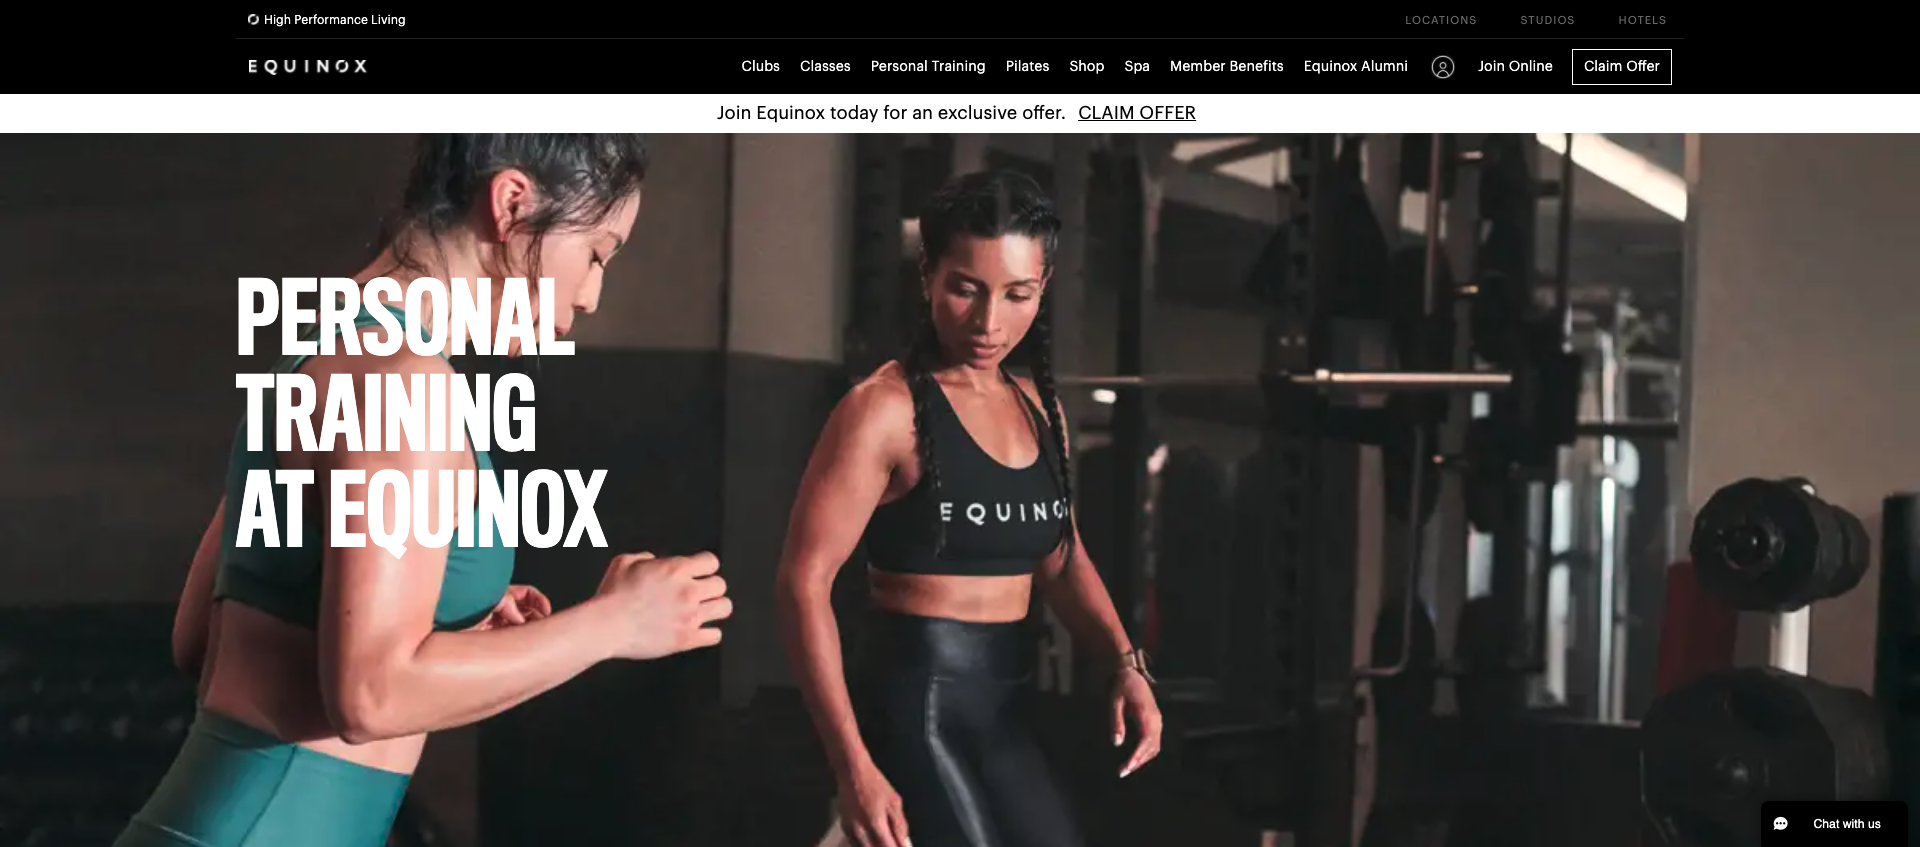 High Performance Living
LOCATIONS STUDIOS HOTELS
EQUINOX
Clubs Classes Personal Training Pilates Shop Spa Member Benefits Equinox Alumni Join Online Claim Offer
Join Equinox today for an exclusive offer. CLAIM OFFER
PERSONAL
TRAINING
AT EQUINOX
EQUINOX
Chat with us